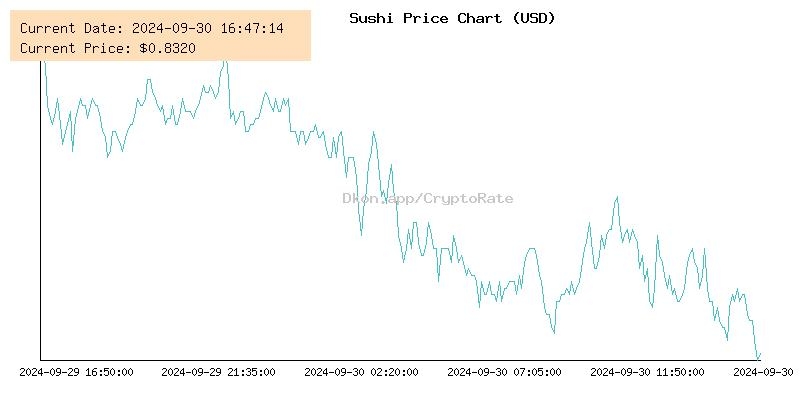 Sushi Price Chart (USD)
Current Date: 2024-09-30 16:47:14
Current Price: $0.8320
Dkon.app/CryptoRate
2024-09-29 16:50:00 2024-09-29 21:35:00 2024-09-30 02:20:00 2024-09-30 07:05:00 2024-09-30 11:50:00 2024-09-30